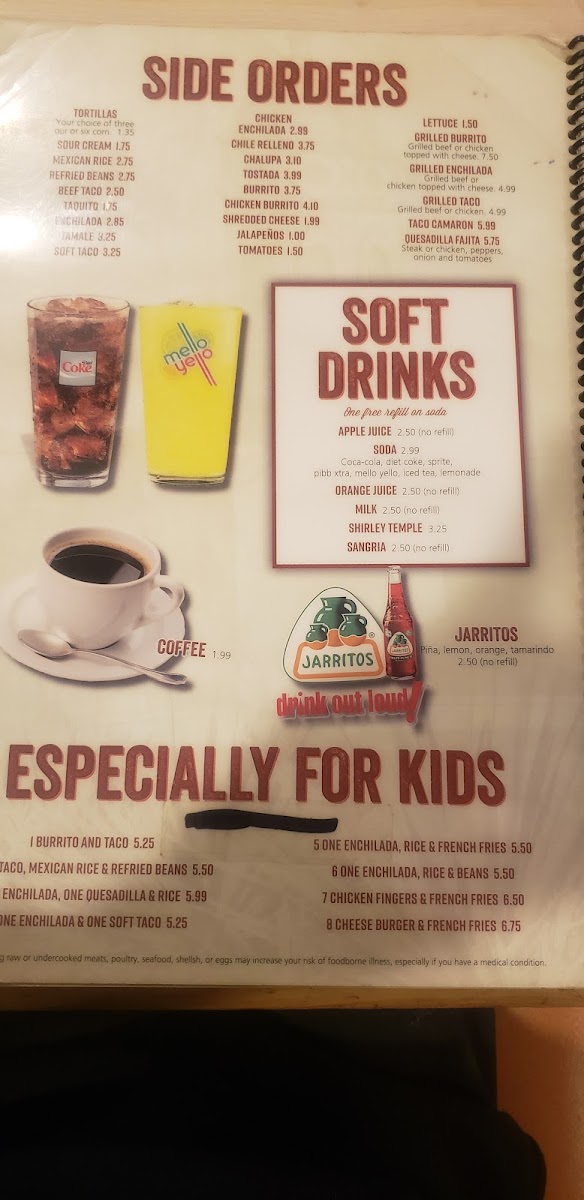 SIDE ORDERS
TORTILLAS
Your choice of three
our or six corn. 1.35
SOUR CREAM 1.75
MEXICAN RICE 2.75
REFRIED BEANS 2.75
BEEF TACO 2.50
TAQUITO 1.75
ENCHILADA 2.85
TAMALE 3.25
SOFT TACO 3.25
CHICKEN
ENCHILADA 2.99
CHILE RELLENO 3.75
CHALUPA 3.10
TOSTADA 3.99
BURRITO 3.75
CHICKEN BURRITO 4.10
SHREDDED CHEESE 1.99
JALAPEÑOS 1.00
TOMATOES 1.50
LETTUCE 1.50
GRILLED BURRITO
Grilled beef or chicken
topped with cheese. 7.50
GRILLED ENCHILADA
Grilled beef or
chicken topped with cheese. 4.99
GRILLED TACO
Grilled beef or chicken. 4.99
TACO CAMARON 5.99
QUESADILLA FAJITA 5.75
Steak or chicken, peppers,
onion and tomatoes
Diet
Coke
mello
yello
SOFT
DRINKS
One free refill on soda
APPLE JUICE 2.50 (no refill)
SODA 2.99
Coca-cola, diet coke, sprite,
pibb xtra, mello yello, iced tea, lemonade
ORANGE JUICE 2.50 (no refill)
MILK 2.50 (no refill)
SHIRLEY TEMPLE 3.25
SANGRIA 2.50 (no refill)
COFFEE 1.99
JARRITOS
drink out loud!
JARRITOS
JARRITOS
Piña, lemon, orange, tamarindo
2.50 (no refill)
ESPECIALLY FOR KIDS
1 BURRITO AND TACO 5.25
TACO, MEXICAN RICE & REFRIED BEANS 5.50
ENCHILADA, ONE QUESADILLA & RICE 5.99
ONE ENCHILADA & ONE SOFT TACO 5.25
5 ONE ENCHILADA, RICE & FRENCH FRIES 5.50
6 ONE ENCHILADA, RICE & BEANS 5.50
7 CHICKEN FINGERS & FRENCH FRIES 6.50
8 CHEESE BURGER & FRENCH FRIES 6.75
g raw or undercooked meats, poultry, seafood, shellsh, or eggs may increase your risk of foodborne illness, especially if you have a medical condition.